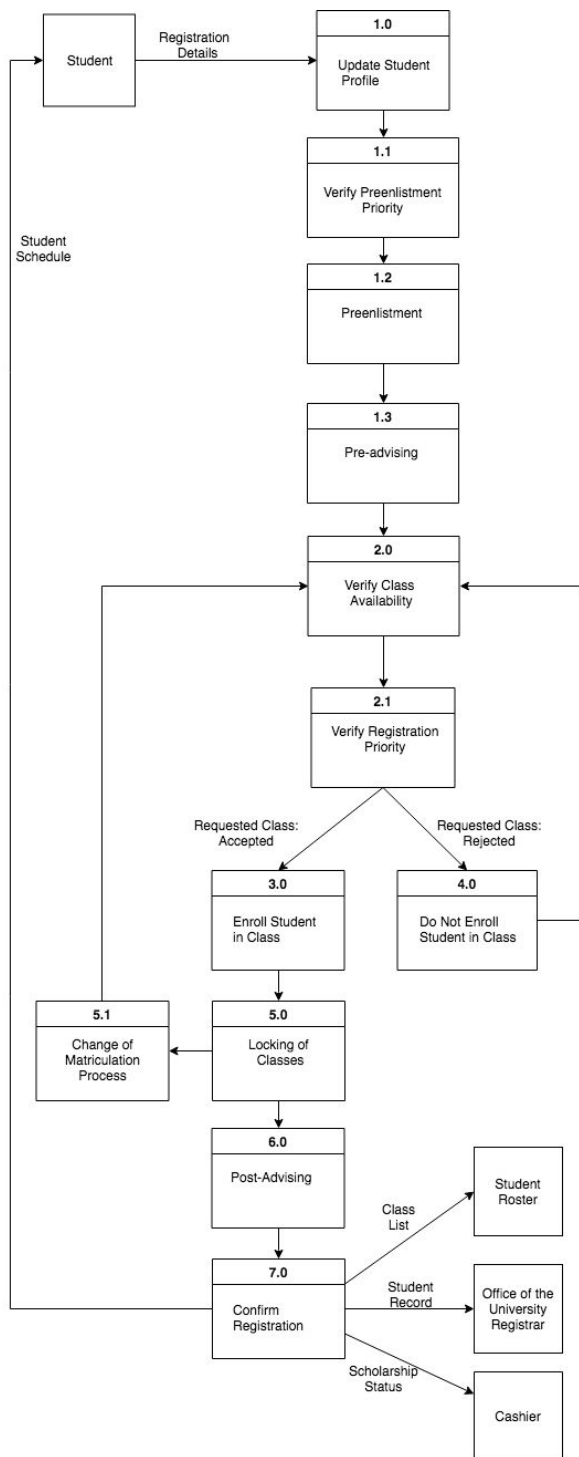 Student
Registration
Details
1.0
Update Student
Profile
1.1
Verify Preenlistment
Priority
Student
Schedule
1.2
Preenlistment
1.3
Pre-advising
2.0
Verify Class
Availability
2.1
Verify Registration
Priority
Requested Class:
Accepted
Requested Class:
Rejected
3.0
Enroll Student
in Class
4.0
Do Not Enroll
Student in Class
5.1
Change of
Matriculation
Process
5.0
Locking of
Classes
6.0
Post-Advising
Class
List
Student
Roster
7.0
Confirm
Registration
Student
Record
Office of the
University
Registrar
Scholarship
Status
Cashier